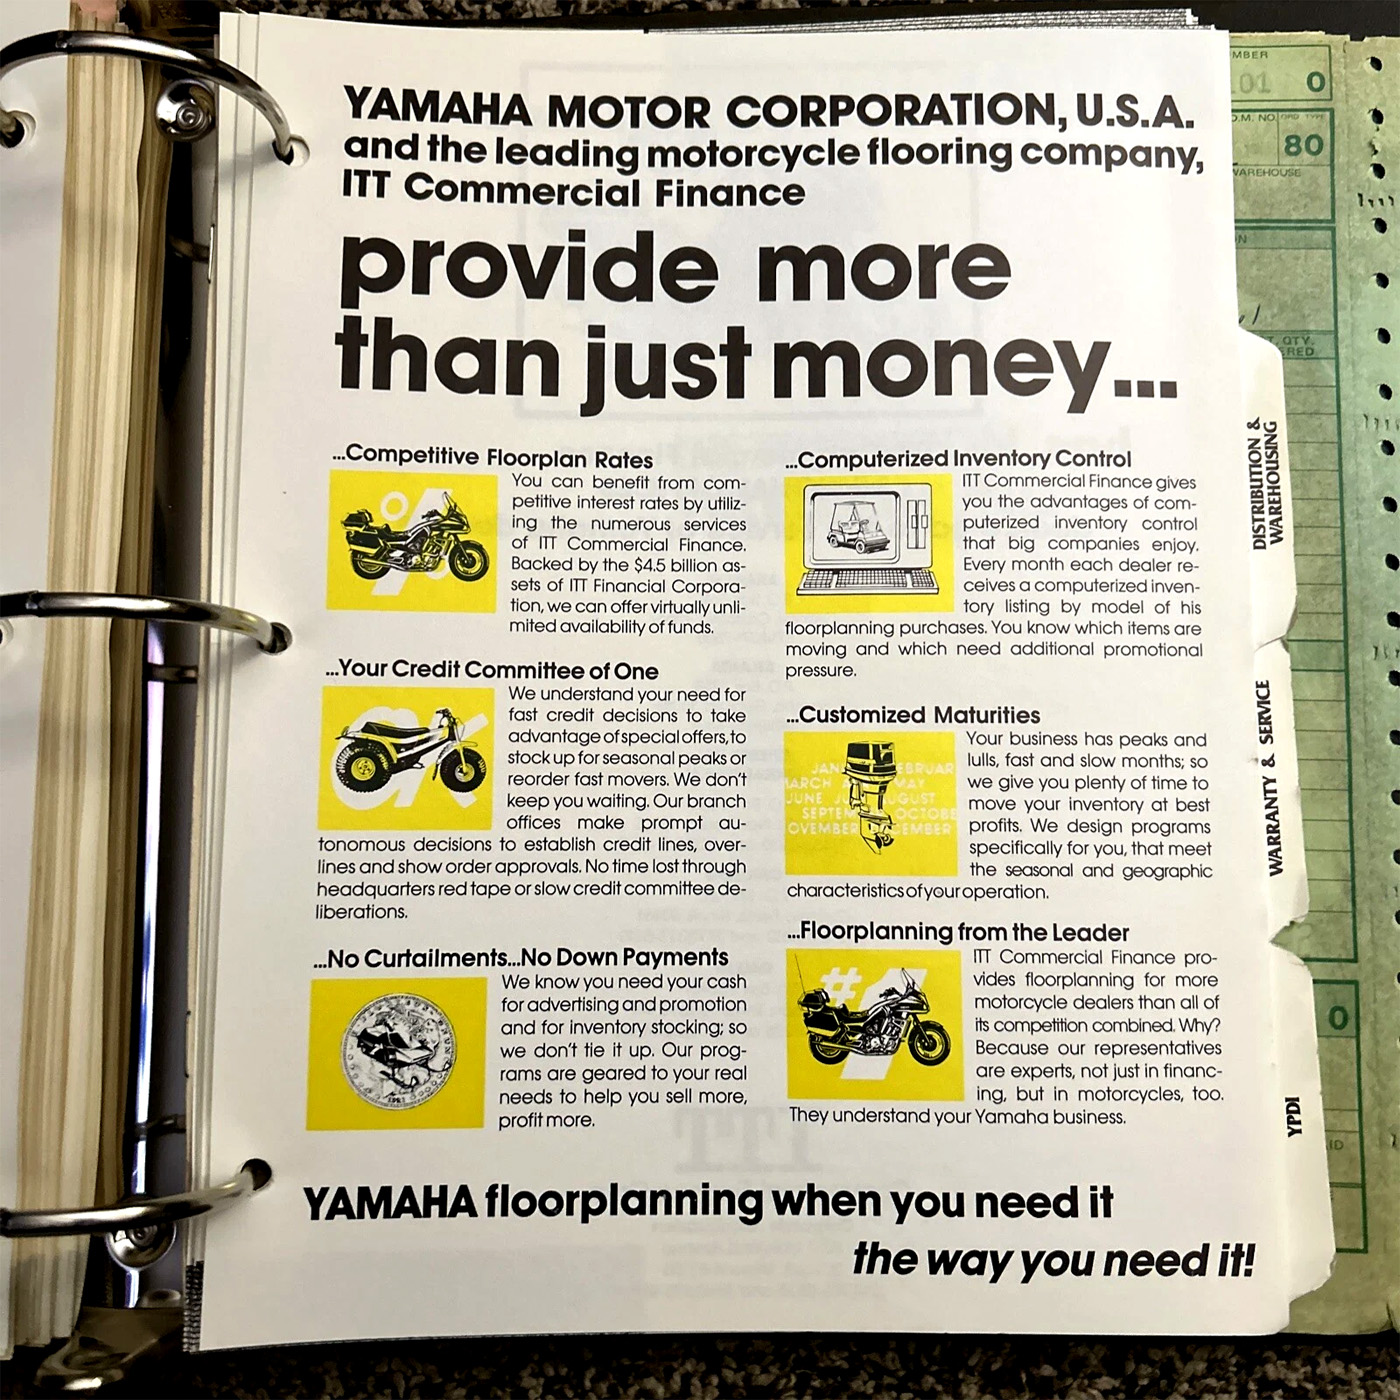 YAMAHA MOTOR CORPORATION, U.S.A.
and the leading motorcycle flooring company,
ITT Commercial Finance
provide more
than just money...
...Competitive Floorplan Rates
%
You can benefit from com-
petitive interest rates by utiliz-
ing the numerous services
of ITT Commercial Finance.
Backed by the $4.5 billion as-
sets of ITT Financial Corpora-
tion, we can offer virtually unli-
mited availability of funds.
...Your Credit Committee of One
OK
We understand your need for
fast credit decisions to take
advantage of special offers, to
stock up for seasonal peaks or
reorder fast movers. We don't
keep you waiting. Our branch
offices make prompt au-
tonomous decisions to establish credit lines, over-
lines and show order approvals. No time lost through
headquarters red tape or slow credit committee de-
liberations.
...No Curtailments...No Down Payments
We know you need your cash
for advertising and promotion
and for inventory stocking; so
we don't tie it up. Our prog-
rams are geared to your real
needs to help you sell more,
profit more.
...Computerized Inventory Control
ITT Commercial Finance gives
you the advantages of com-
puterized inventory control
that big companies enjoy.
Every month each dealer re-
ceives a computerized inven-
tory listing by model of his
floorplanning purchases. You know which items are
moving and which need additional promotional
pressure.
...Customized Maturities
MAY
JUNE
Your business has peaks and
lulls, fast and slow months; so
we give you plenty of time to
move your inventory at best
profits. We design programs
specifically for you, that meet
the seasonal and geographic
characteristics of your operation.
...Floorplanning from the Leader
#1
ITT Commercial Finance pro-
vides floorplanning for more
motorcycle dealers than all of
its competition combined. Why?
Because our representatives
are experts, not just in financ-
ing, but in motorcycles, too.
They understand your Yamaha business.
YAMAHA floorplanning when you need it
the way you need it!
DISTRIBUTION &
WAREHOUSING
WARRANTY & SERVICE
YPDI
01 0
ORD TYPE
80
WAREHOUSE
QTY.
0